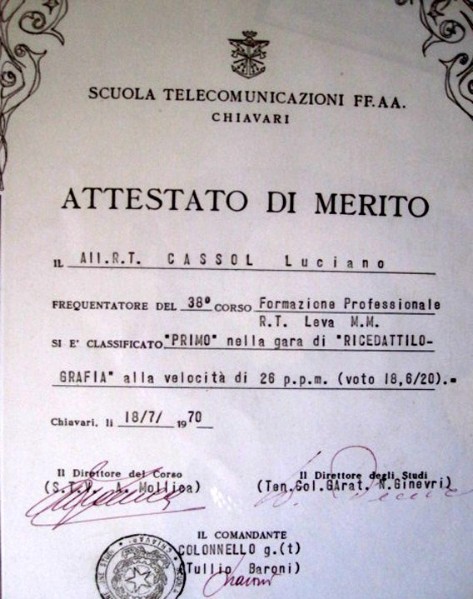 SCUOLA TELECOMUNICAZIONI FF.AA.
CHIAVARI
ATTESTATO DI MERITO
IL All.R.T. CASSOL Luciano
FREQUENTATORE DEL 38° CORSO Formazione Professionale
R.T. Leva M.M.
SI E' CLASSIFICATO "PRIMO" nella gara di "RICEDATTILO-
GRAFIA" alla velocità di 26 p.p.m. (voto 18,6/20).-
Chiavari, li 18/7/ 1970
Il Direttore del Corso
(S.T.V. A. Mollica)
Il Direttore degli Studi
(Ten.Col.GArat. N.Ginevri)
IL COMANDANTE
COLONNELLO g.(t)
(Tullio Baroni)